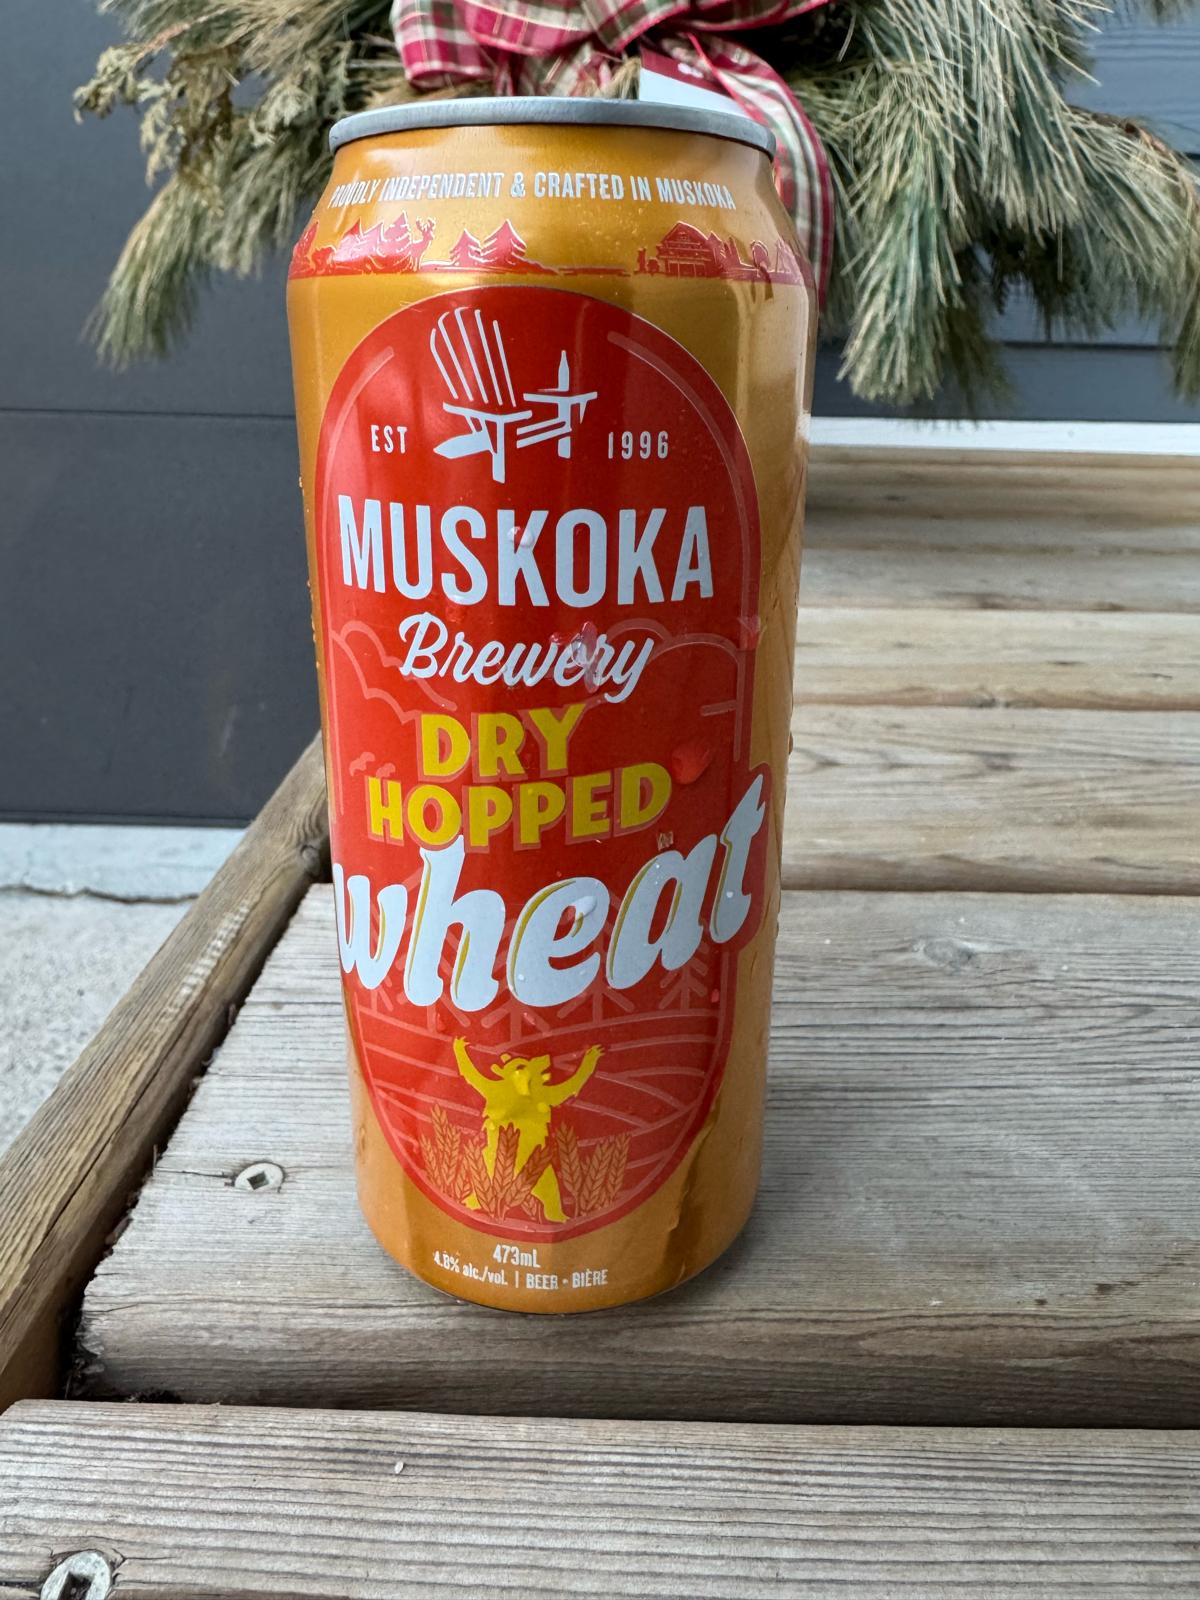 PROUDLY INDEPENDENT & CRAFTED IN MUSKOKA
EST 1996
MUSKOKA
Brewery
DRY
HOPPED
wheat
473mL
4.8% alc./vol. | BEER • BIÈRE